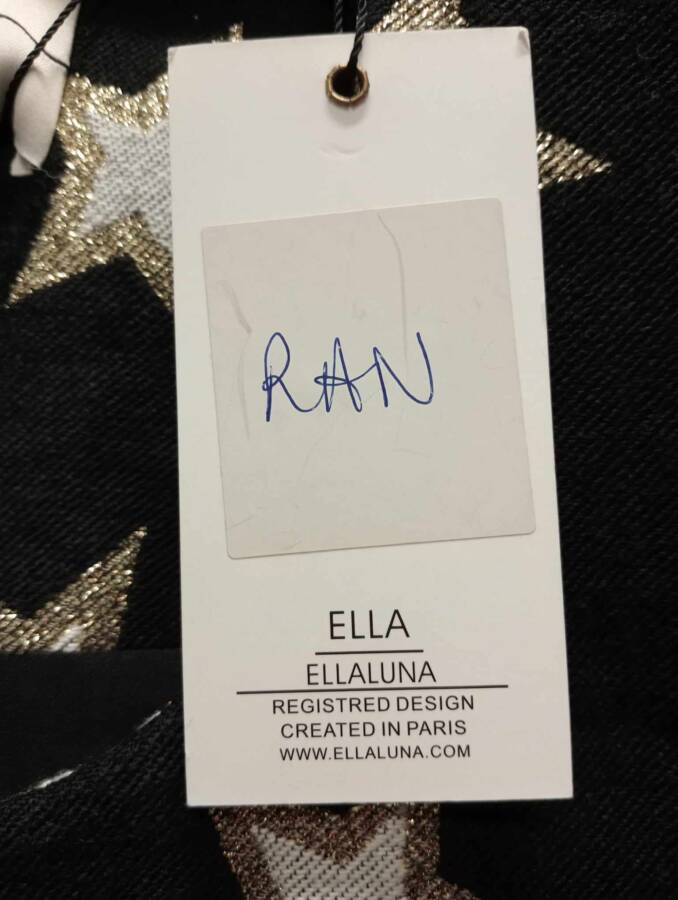 RAN
ELLA
ELLALUNA
REGISTRED DESIGN
CREATED IN PARIS
WWW.ELLALUNA.COM